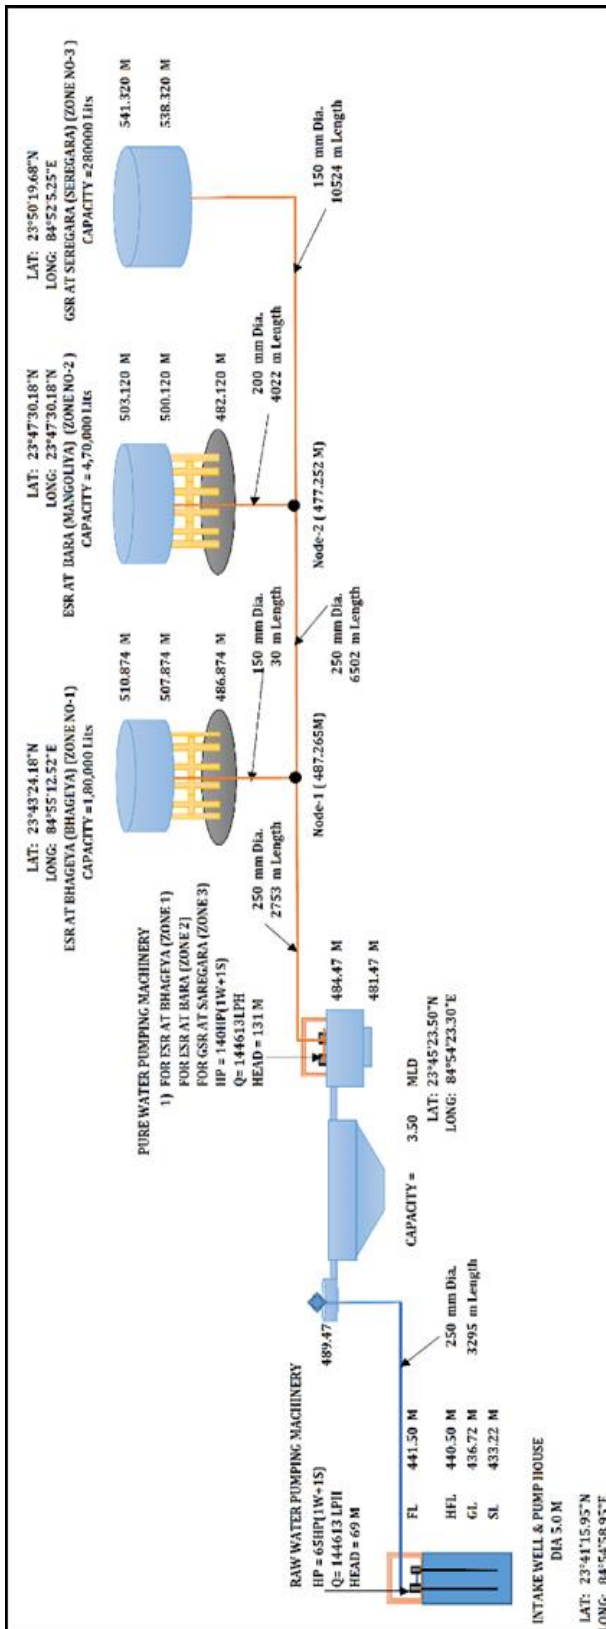 RAW WATER PUMPING MACHINERY
HP = 65HP(1W+1S)
Q= 144613 LPH
HEAD = 69 M
FL 441.50 M
HFL 440.50 M
GL 436.72 M
SL 433.22 M
INTAKE WELL & PUMP HOUSE
DIA 5.0 M
LAT: 23°41'15.95"N
LONG: 84°54'58.95"E
489.47
250 mm Dia.
3295 m Length
CAPACITY = 3.50 MLD
LAT: 23°45'23.50"N
LONG: 84°54'23.30"E
PURE WATER PUMPING MACHINERY
1) FOR ESR AT BHAGEYA (ZONE 1)
FOR ESR AT BARA (ZONE 2]
FOR GSR AT SAREGARA (ZONE 3)
HP = 140HP(1W+1S)
Q= 144613LPH
HEAD = 131 M
484.47 M
481.47 M
250 mm Dia.
2753 m Length
LAT: 23°43'24.18"N
LONG: 84°55'12.52"E
ESR AT BHAGEYA (BHAGEYA) (ZONE NO-1)
CAPACITY =1,80,000 Lits
510.874 M
507.874 M
486.874 M
150 mm Dia.
30 m Length
Node-1 ( 487.265M)
250 mm Dia.
6502 m Length
LAT: 23°47'30.18"N
LONG: 23°47'30.18"N
ESR AT BARA (MANGOLIYA) (ZONE NO-2)
CAPACITY = 4,70,000 Lits
503.120 M
500.120 M
482.120 M
200 mm Dia.
4022 m Length
Node-2 ( 477.252 M)
LAT: 23°50'19.68"N
LONG: 84°52'5.25"E
GSR AT SEREGARA (SEREGARA) (ZONE NO-3)
CAPACITY =280000 Lits
541.320 M
538.320 M
150 mm Dia.
10524 m Length